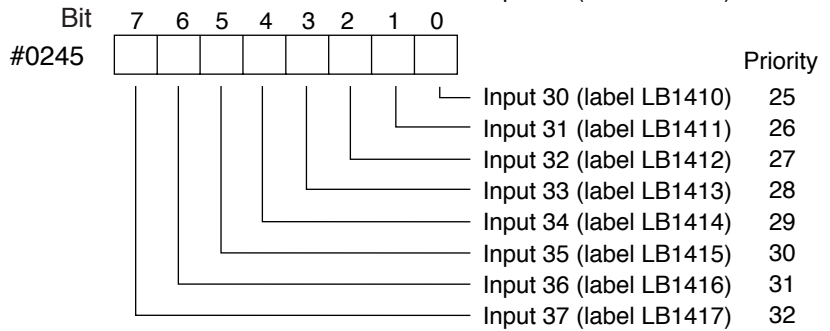 Bit 7 6 5 4 3 2 1 0
#0245
Priority
Input 30 (label LB1410) 25
Input 31 (label LB1411) 26
Input 32 (label LB1412) 27
Input 33 (label LB1413) 28
Input 34 (label LB1414) 29
Input 35 (label LB1415) 30
Input 36 (label LB1416) 31
Input 37 (label LB1417) 32